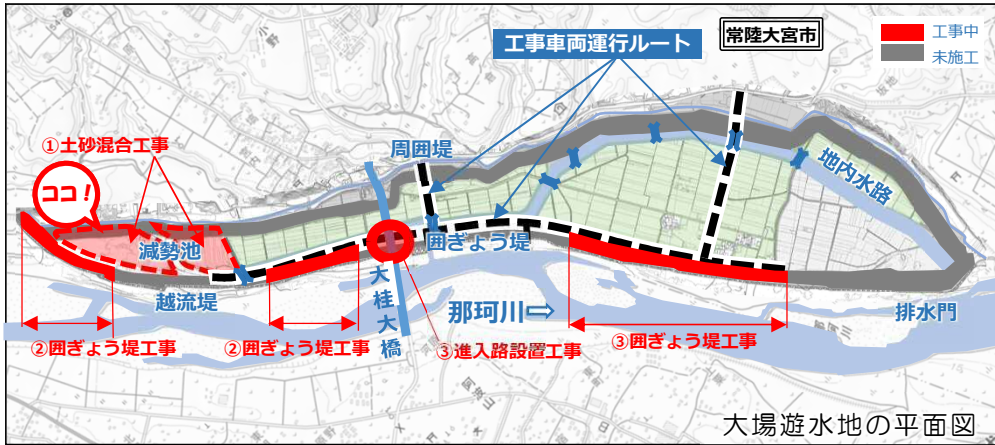 工事車両運行ルート
常陸大宮市
工事中
未施工
①土砂混合工事
ココ！
周囲堤
地内水路
減勢池
囲ぎょう堤
越流堤
大桂大橋
那珂川⇨
排水門
②囲ぎょう堤工事
②囲ぎょう堤工事
③進入路設置工事
③囲ぎょう堤工事
大場遊水地の平面図